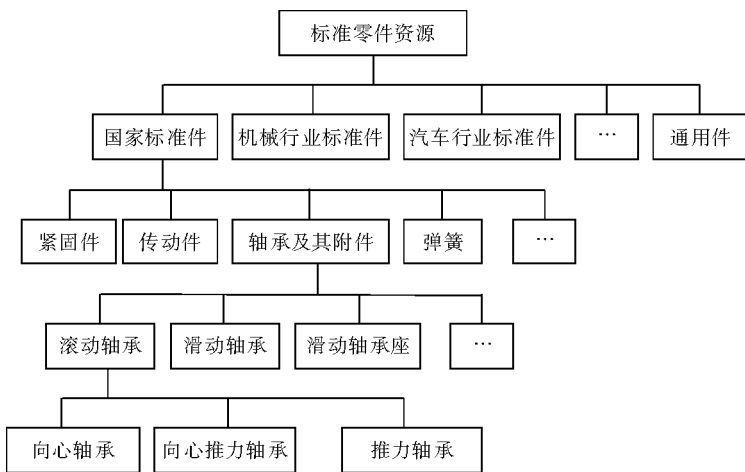 标准零件资源
国家标准件
机械行业标准件
汽车行业标准件
…
通用件
紧固件
传动件
轴承及其附件
弹簧
…
滚动轴承
滑动轴承
滑动轴承座
…
向心轴承
向心推力轴承
推力轴承